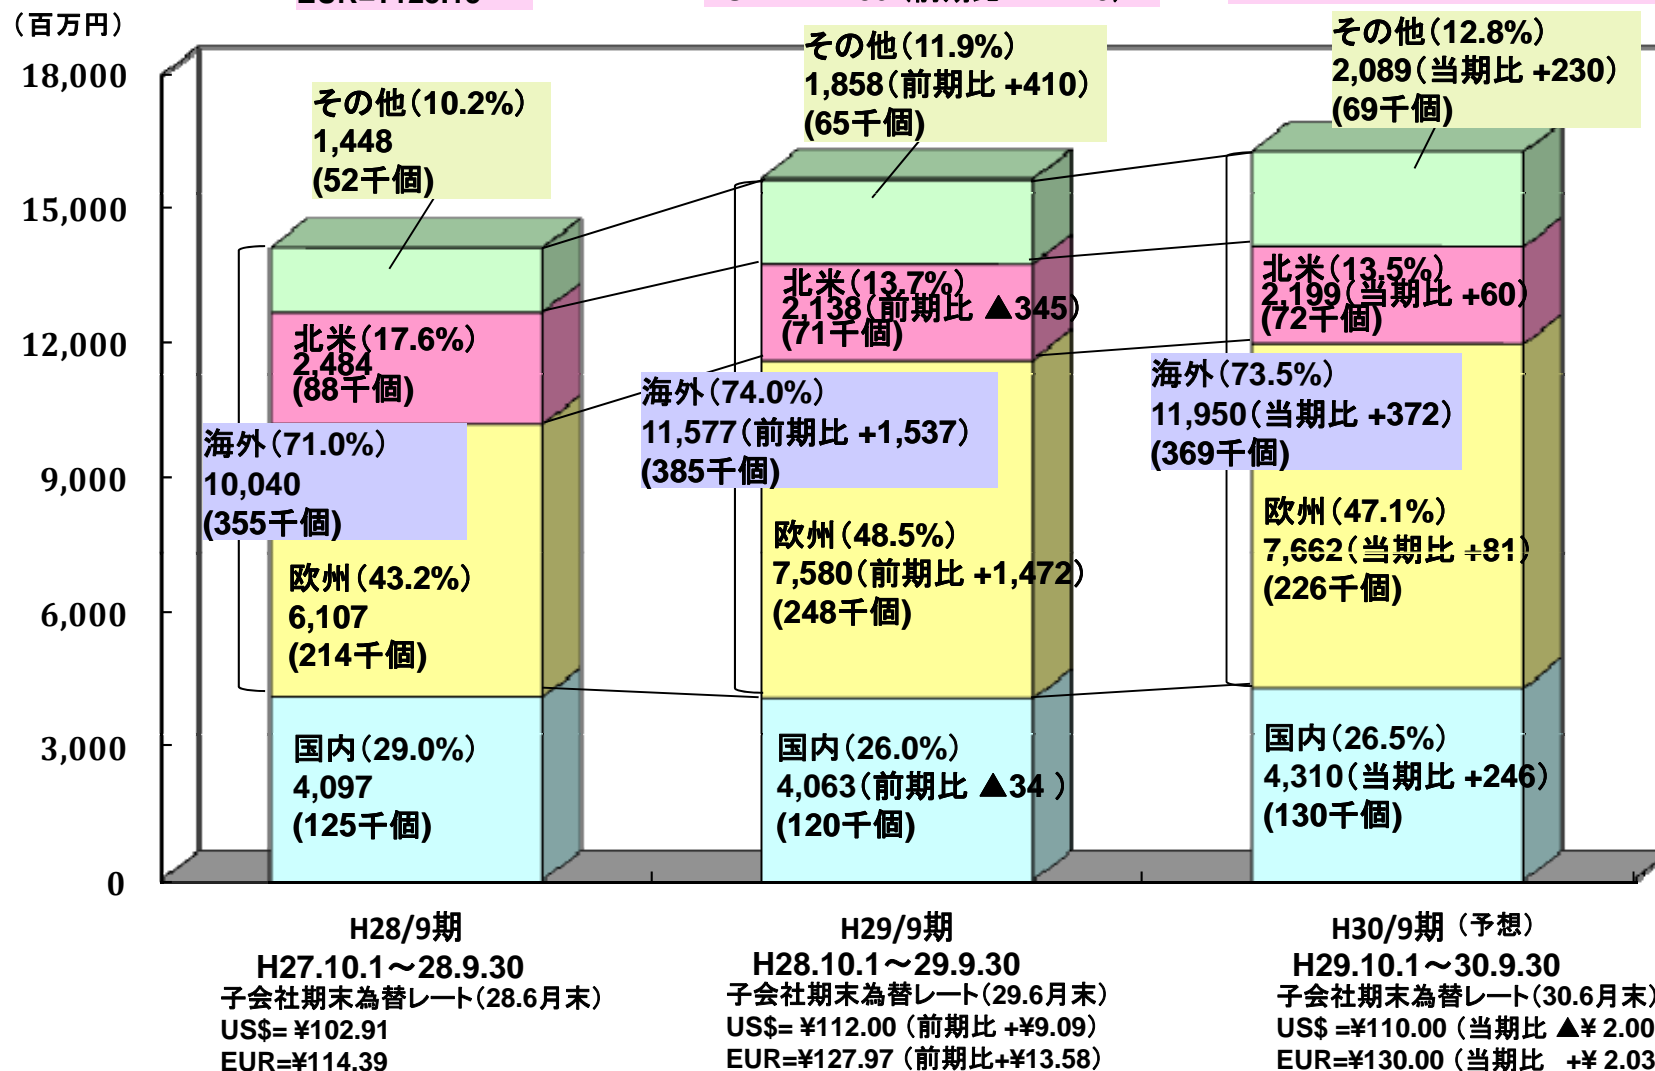 (百万円)
18,000
15,000
12,000
9,000
6,000
3,000
0
その他(10.2%)
1,448
(52千個)
北米(17.6%)
2,484
(88千個)
海外(71.0%)
10,040
(355千個)
欧州(43.2%)
6,107
(214千個)
国内(29.0%)
4,097
(125千個)
その他(11.9%)
1,858(前期比 +410)
(65千個)
北米(13.7%)
2,138(前期比 ▲345)
(71千個)
海外(74.0%)
11,577(前期比 +1,537)
(385千個)
欧州(48.5%)
7,580(前期比 +1,472)
(248千個)
国内(26.0%)
4,063(前期比 ▲34 )
(120千個)
その他(12.8%)
2,089(当期比 +230)
(69千個)
北米(13.5%)
2,199(当期比 +60)
(72千個)
海外(73.5%)
11,950(当期比 +372)
(369千個)
欧州(47.1%)
7,662(当期比 +81)
(226千個)
国内(26.5%)
4,310(当期比 +246)
(130千個)
H28/9期
H27.10.1～28.9.30
子会社期末為替レート(28.6月末)
US$= ¥102.91
EUR=¥114.39
H29/9期
H28.10.1～29.9.30
子会社期末為替レート(29.6月末)
US$= ¥112.00 (前期比 +¥9.09)
EUR=¥127.97 (前期比+¥13.58)
H30/9期 (予想)
H29.10.1～30.9.30
子会社期末為替レート(30.6月末)
US$ =¥110.00 (当期比 ▲¥ 2.00
EUR=¥130.00 (当期比 +¥ 2.03